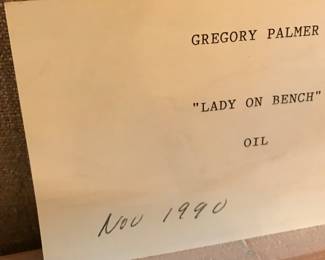 GREGORY PALMER
"LADY ON BENCH"
OIL
Nov 1990